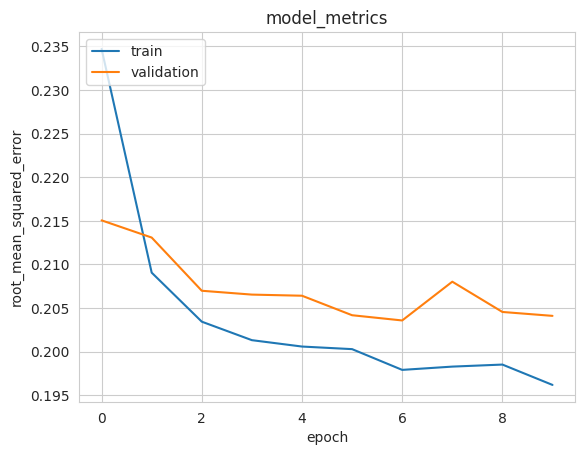 model_metrics
0.235
0.230
0.225
0.220
0.215
0.210
0.205
0.200
0.195
root_mean_squared_error
train
validation
0 2 4 6 8
epoch